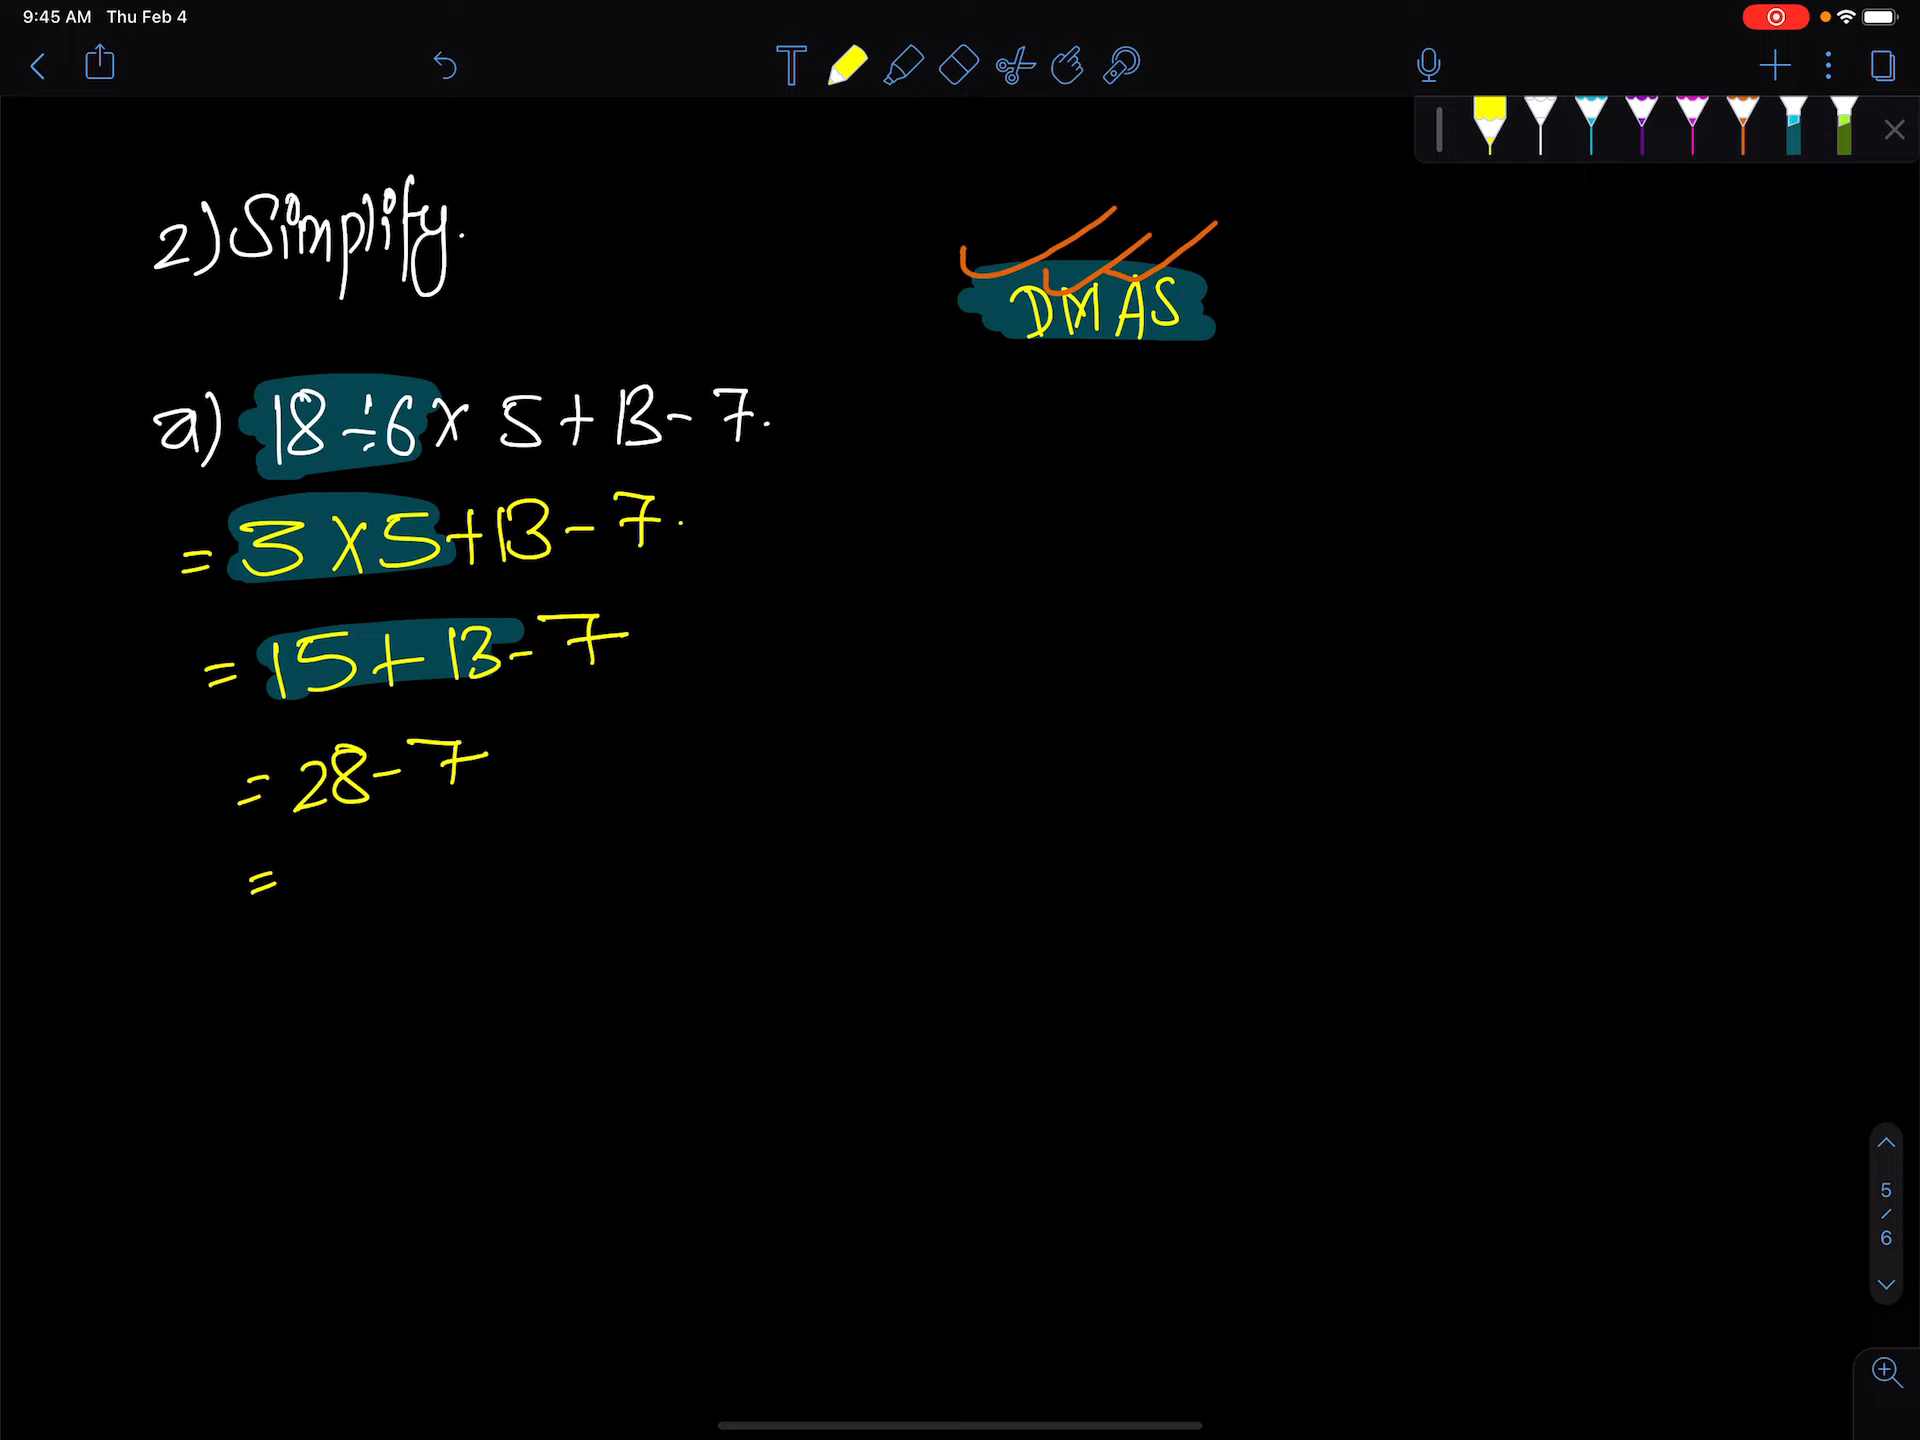 9:45 AM Thu Feb 4
2) Simplify.
DMAS
a) 18 ÷ 6 × 5 + 13 - 7.
= 3 × 5 + 13 - 7.
= 15 + 13 - 7
= 28 - 7
=
5
/
6